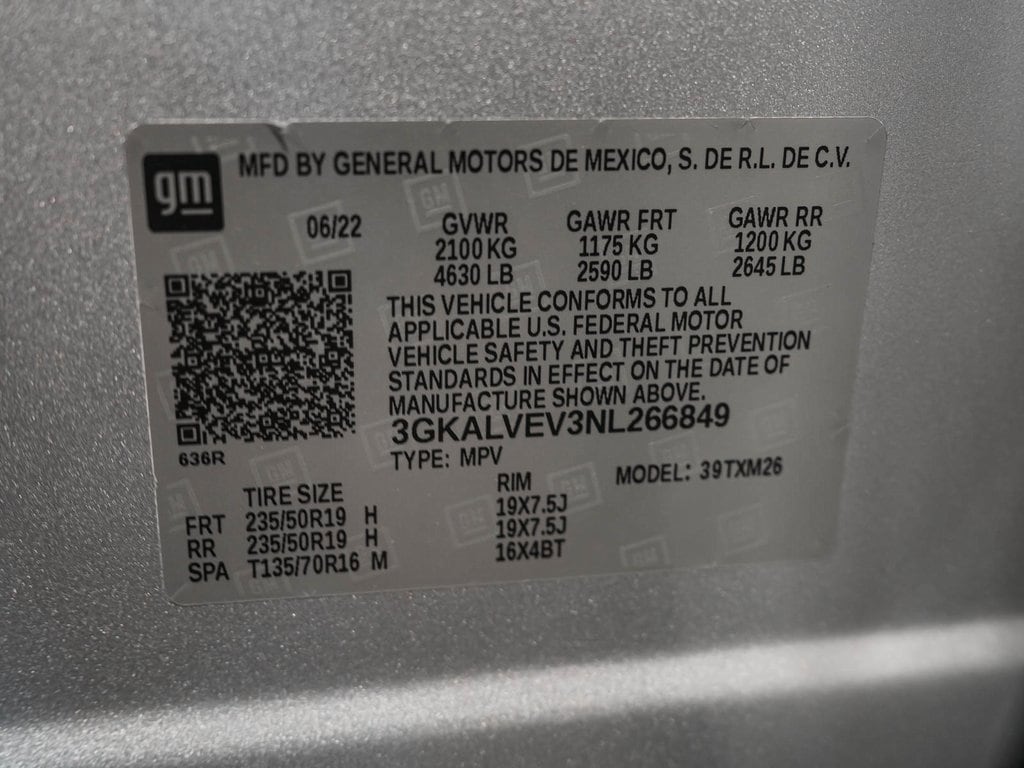 gm
MFD BY GENERAL MOTORS DE MEXICO, S. DE R.L. DE C.V.
06/22 GVWR GAWR FRT GAWR RR
2100 KG 1175 KG 1200 KG
4630 LB 2590 LB 2645 LB
THIS VEHICLE CONFORMS TO ALL
APPLICABLE U.S. FEDERAL MOTOR
VEHICLE SAFETY AND THEFT PREVENTION
STANDARDS IN EFFECT ON THE DATE OF
MANUFACTURE SHOWN ABOVE.
3GKALVEV3NL266849
636R
TYPE: MPV MODEL: 39TXM26
TIRE SIZE RIM
FRT 235/50R19 H 19X7.5J
RR 235/50R19 H 19X7.5J
SPA T135/70R16 M 16X4BT